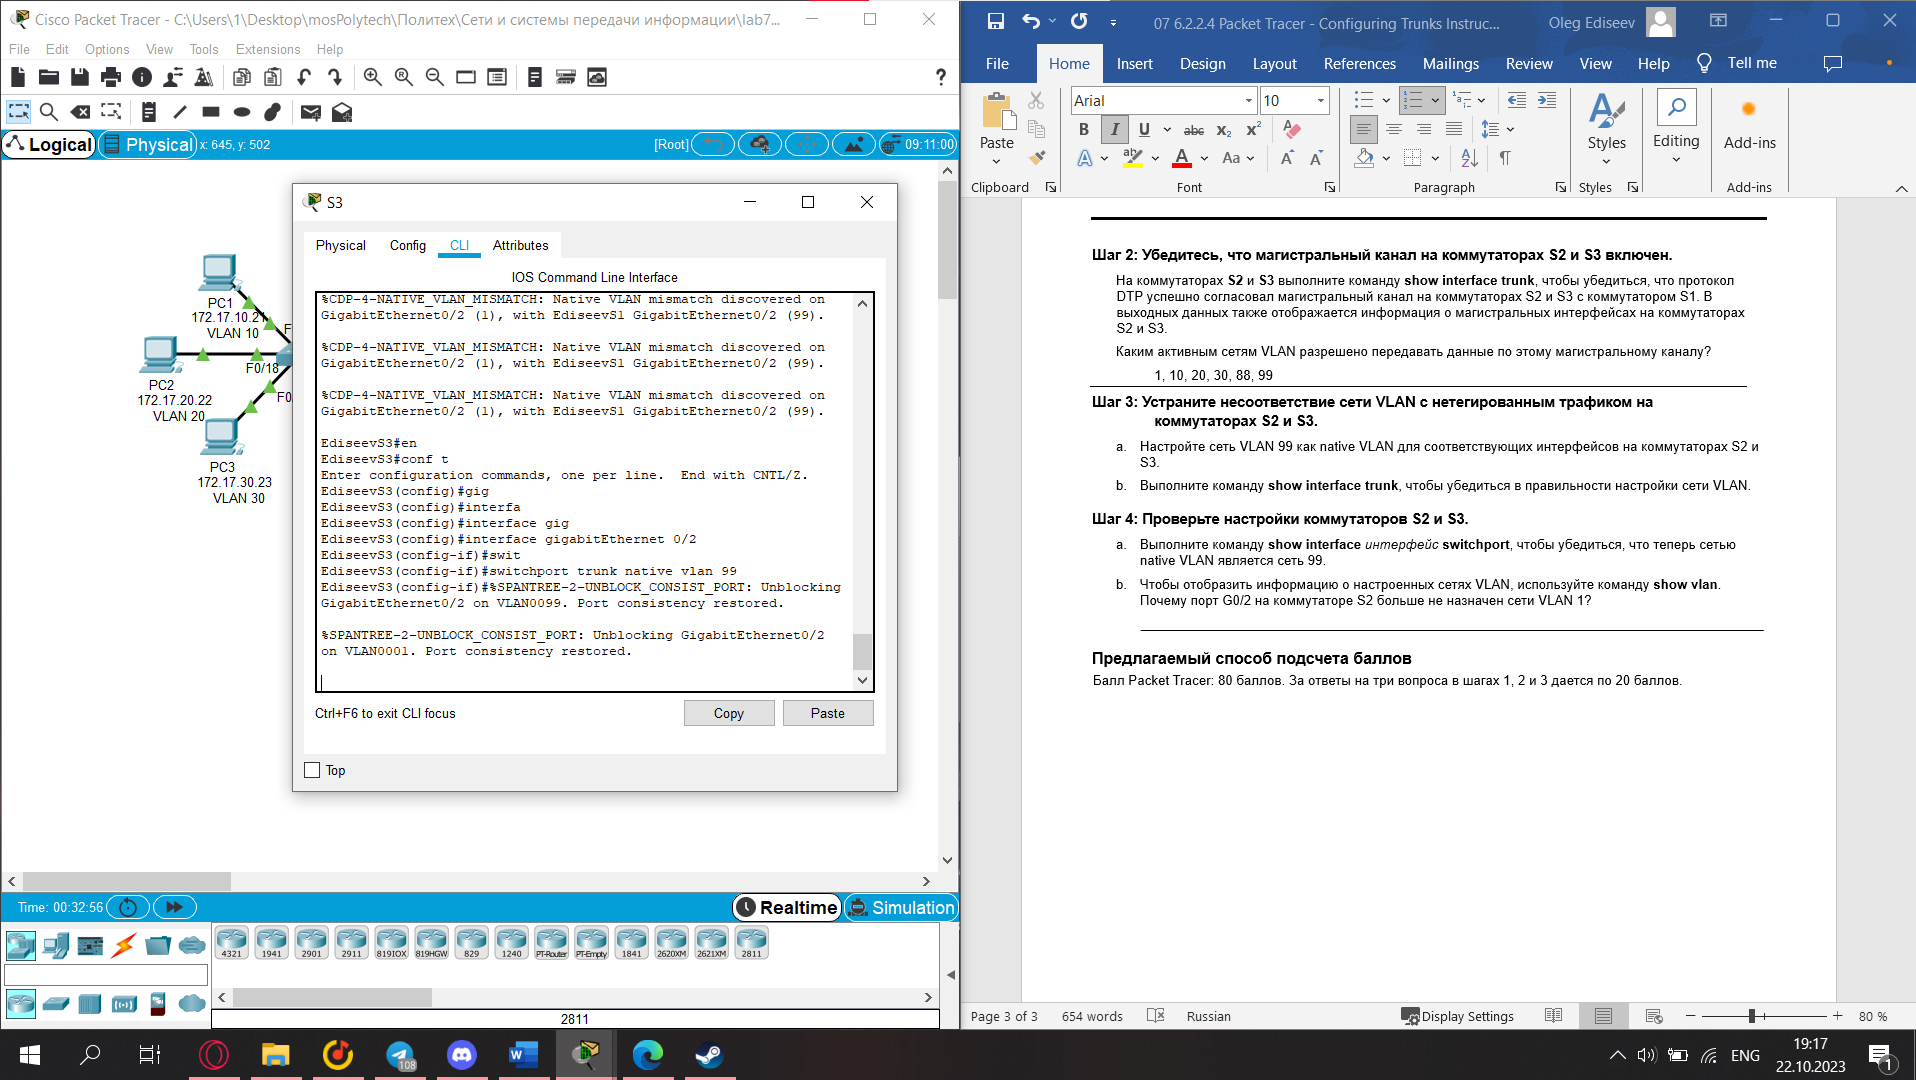 Cisco Packet Tracer - C:\Users\1\Desktop\mosPolytech\Политех\Сети и системы передачи информации\lab7...
File Edit Options View Tools Extensions Help
Logical Physical x: 645, y: 502 [Root] 09:11:00
PC1
172.17.10.21
VLAN 10
F0/18
PC2
172.17.20.22
VLAN 20
F0
PC3
172.17.30.23
VLAN 30
S3
Physical Config CLI Attributes
IOS Command Line Interface
%CDP-4-NATIVE_VLAN_MISMATCH: Native VLAN mismatch discovered on
GigabitEthernet0/2 (1), with EdiseevS1 GigabitEthernet0/2 (99).
%CDP-4-NATIVE_VLAN_MISMATCH: Native VLAN mismatch discovered on
GigabitEthernet0/2 (1), with EdiseevS1 GigabitEthernet0/2 (99).
%CDP-4-NATIVE_VLAN_MISMATCH: Native VLAN mismatch discovered on
GigabitEthernet0/2 (1), with EdiseevS1 GigabitEthernet0/2 (99).
EdiseevS3#en
EdiseevS3#conf t
Enter configuration commands, one per line.  End with CNTL/Z.
EdiseevS3(config)#gig
EdiseevS3(config)#interfa
EdiseevS3(config)#interface gig
EdiseevS3(config)#interface gigabitEthernet 0/2
EdiseevS3(config-if)#swit
EdiseevS3(config-if)#switchport trunk native vlan 99
EdiseevS3(config-if)#%SPANTREE-2-UNBLOCK_CONSIST_PORT: Unblocking
GigabitEthernet0/2 on VLAN0099. Port consistency restored.
%SPANTREE-2-UNBLOCK_CONSIST_PORT: Unblocking GigabitEthernet0/2
on VLAN0001. Port consistency restored.
Ctrl+F6 to exit CLI focus Copy Paste
Top
Time: 00:32:56 Realtime Simulation
4321 1941 2901 2911 819IOX 819HGW 829 1240 PT-Router PT-Empty 1841 2620XM 2621XM 2811
2811
07 6.2.2.4 Packet Tracer - Configuring Trunks Instruc... Oleg Ediseev
File Home Insert Design Layout References Mailings Review View Help Tell me
Paste Arial 10 Styles Editing Add-ins
Clipboard Font Paragraph Styles Add-ins
Шаг 2: Убедитесь, что магистральный канал на коммутаторах S2 и S3 включен.
На коммутаторах S2 и S3 выполните команду show interface trunk, чтобы убедиться, что протокол
DTP успешно согласовал магистральный канал на коммутаторах S2 и S3 с коммутатором S1. В
выходных данных также отображается информация о магистральных интерфейсах на коммутаторах
S2 и S3.
Каким активным сетям VLAN разрешено передавать данные по этому магистральному каналу?
1, 10, 20, 30, 88, 99
Шаг 3: Устраните несоответствие сети VLAN с нетегированным трафиком на
коммутаторах S2 и S3.
a. Настройте сеть VLAN 99 как native VLAN для соответствующих интерфейсов на коммутаторах S2 и
S3.
b. Выполните команду show interface trunk, чтобы убедиться в правильности настройки сети VLAN.
Шаг 4: Проверьте настройки коммутаторов S2 и S3.
a. Выполните команду show interface интерфейс switchport, чтобы убедиться, что теперь сетью
native VLAN является сеть 99.
b. Чтобы отобразить информацию о настроенных сетях VLAN, используйте команду show vlan.
Почему порт G0/2 на коммутаторе S2 больше не назначен сети VLAN 1?
Предлагаемый способ подсчета баллов
Балл Packet Tracer: 80 баллов. За ответы на три вопроса в шагах 1, 2 и 3 дается по 20 баллов.
Page 3 of 3 654 words Russian Display Settings 80 %
108 ENG 19:17
22.10.2023 1